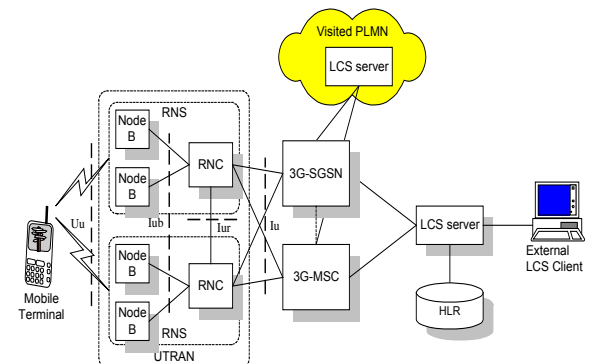 Visited PLMN
LCS server
RNS
Node
B
Node
B
RNC
3G-SGSN
Uu
Iub
Iur
Iu
LCS server
Node
B
RNC
3G-MSC
External
LCS Client
Mobile
Terminal
Node
B
RNS
HLR
UTRAN